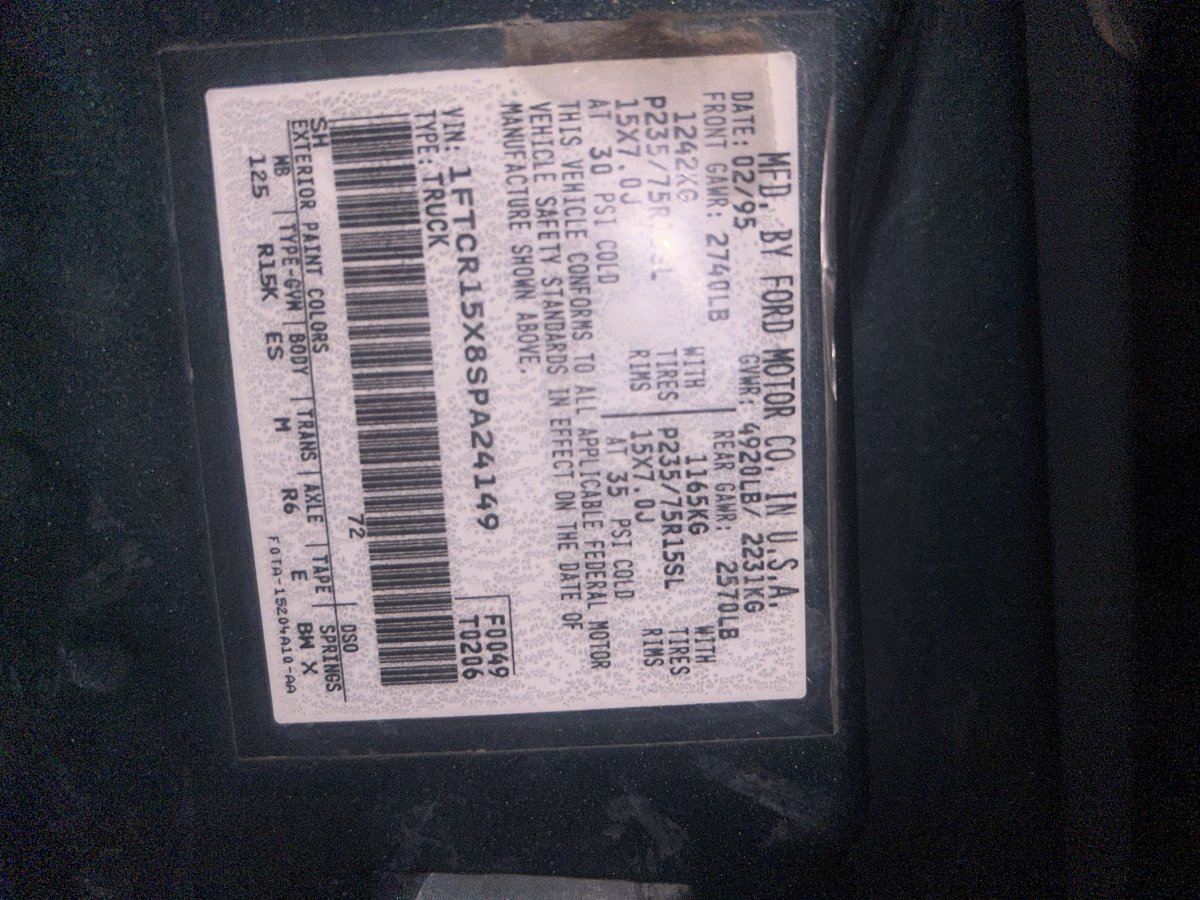 MFD. BY FORD MOTOR CO. IN U.S.A.
DATE: 02/95 GVWR: 4920LB/ 2231KG
FRONT GAWR: 2740LB REAR GAWR: 2570LB
1242KG WITH 1165KG WITH
P235/75R15SL TIRES P235/75R15SL TIRES
15X7.0J RIMS 15X7.0J RIMS
AT 30 PSI COLD AT 35 PSI COLD
THIS VEHICLE CONFORMS TO ALL APPLICABLE FEDERAL MOTOR
VEHICLE SAFETY STANDARDS IN EFFECT ON THE DATE OF
MANUFACTURE SHOWN ABOVE.
VIN: 1FTCR15X8SPA24149 F0049
TYPE: TRUCK T0206
72
SH
EXTERIOR PAINT COLORS DSO
WB | TYPE-GVW | BODY | TRANS | AXLE | TAPE | SPRINGS
125 R15K ES M R6 E BW X
F0TA-15204A10-AA